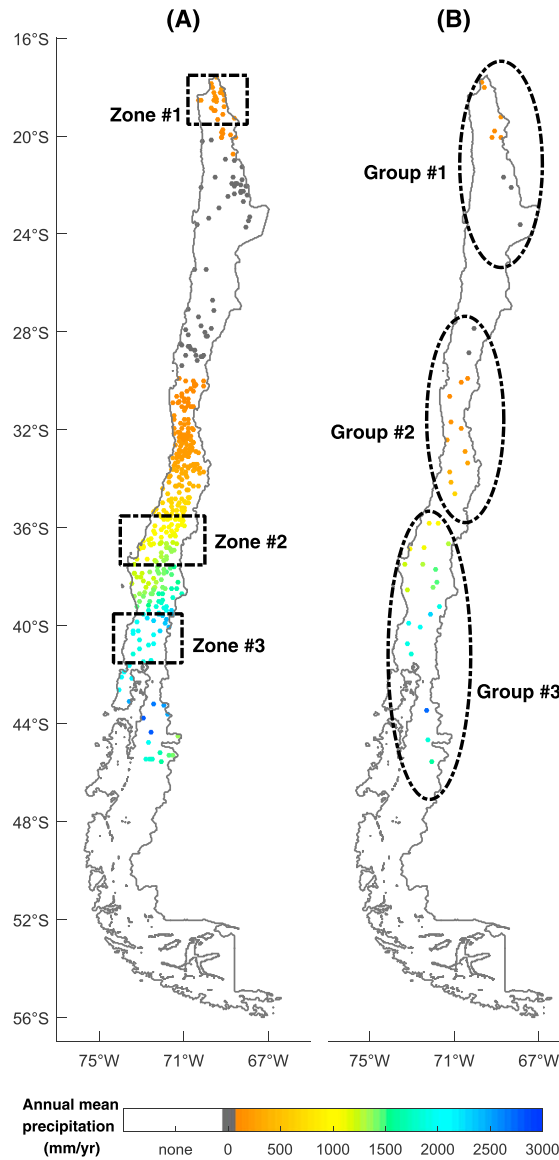 (A) (B)
16°S
Zone #1
20°S
Group #1
24°S
28°S
32°S
Group #2
36°S
Zone #2
40°S
Zone #3
Group #3
44°S
48°S
52°S
56°S
75°W 71°W 67°W 75°W 71°W 67°W
Annual mean
precipitation
(mm/yr)
none 0 500 1000 1500 2000 2500 3000